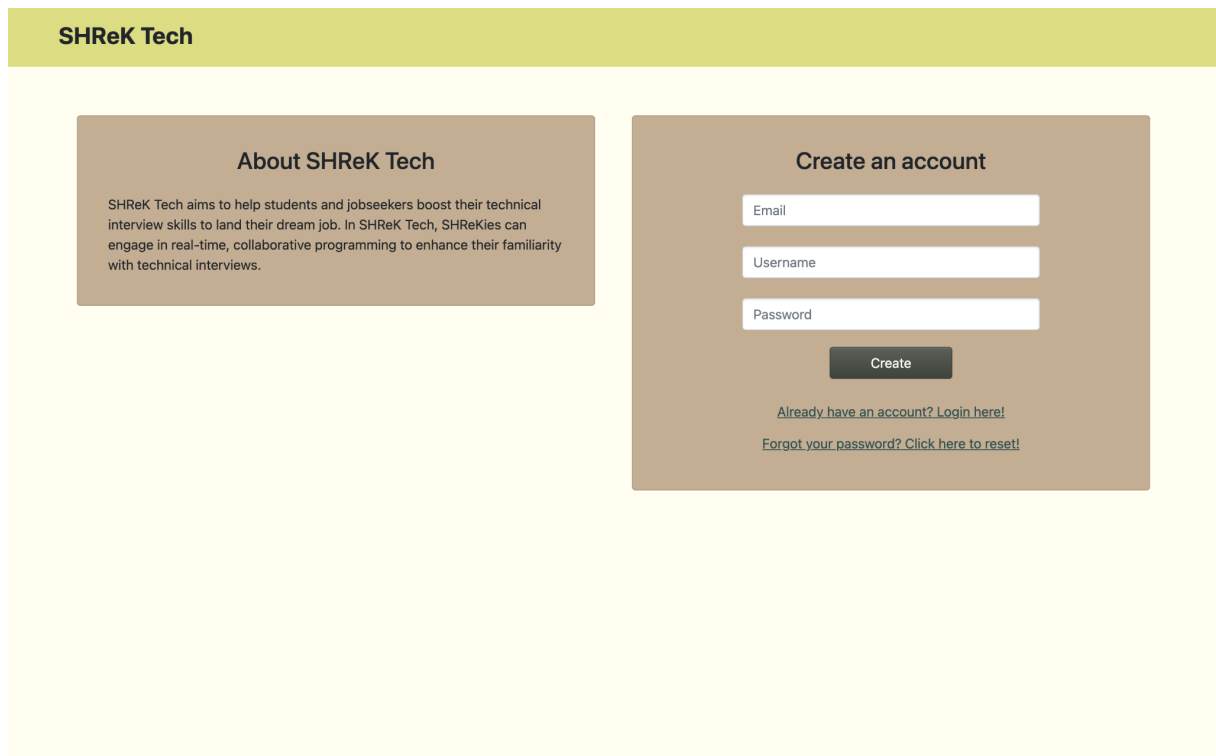 SHReK Tech
About SHReK Tech
SHReK Tech aims to help students and jobseekers boost their technical
interview skills to land their dream job. In SHReK Tech, SHReKies can
engage in real-time, collaborative programming to enhance their familiarity
with technical interviews.
Create an account
Email
Username
Password
Create
Already have an account? Login here!
Forgot your password? Click here to reset!